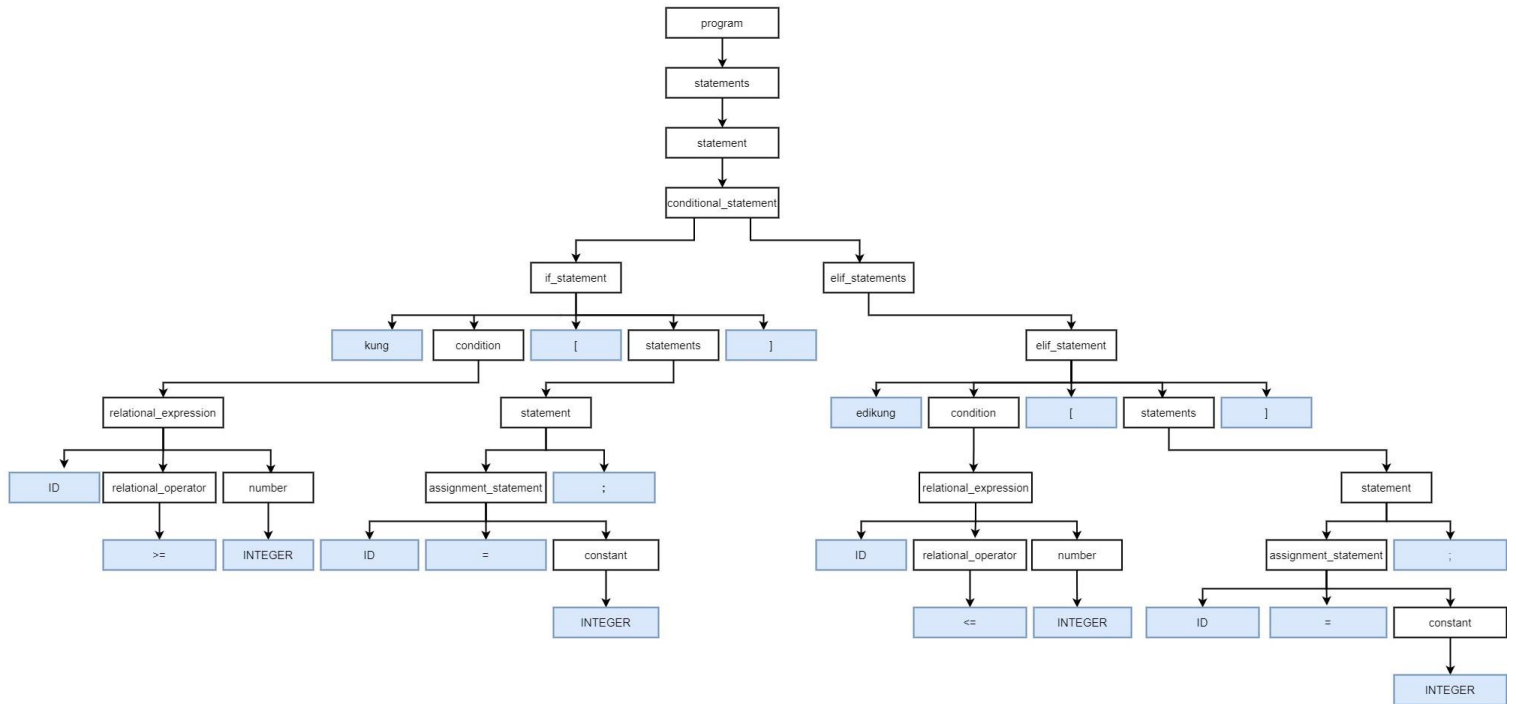 program
statements
statement
conditional_statement
if_statement
elif_statements
kung
condition
[
statements
]
elif_statement
relational_expression
statement
edikung
condition
[
statements
]
ID
relational_operator
number
assignment_statement
;
relational_expression
statement
>=
INTEGER
ID
=
constant
ID
relational_operator
number
assignment_statement
;
INTEGER
<=
INTEGER
ID
=
constant
INTEGER